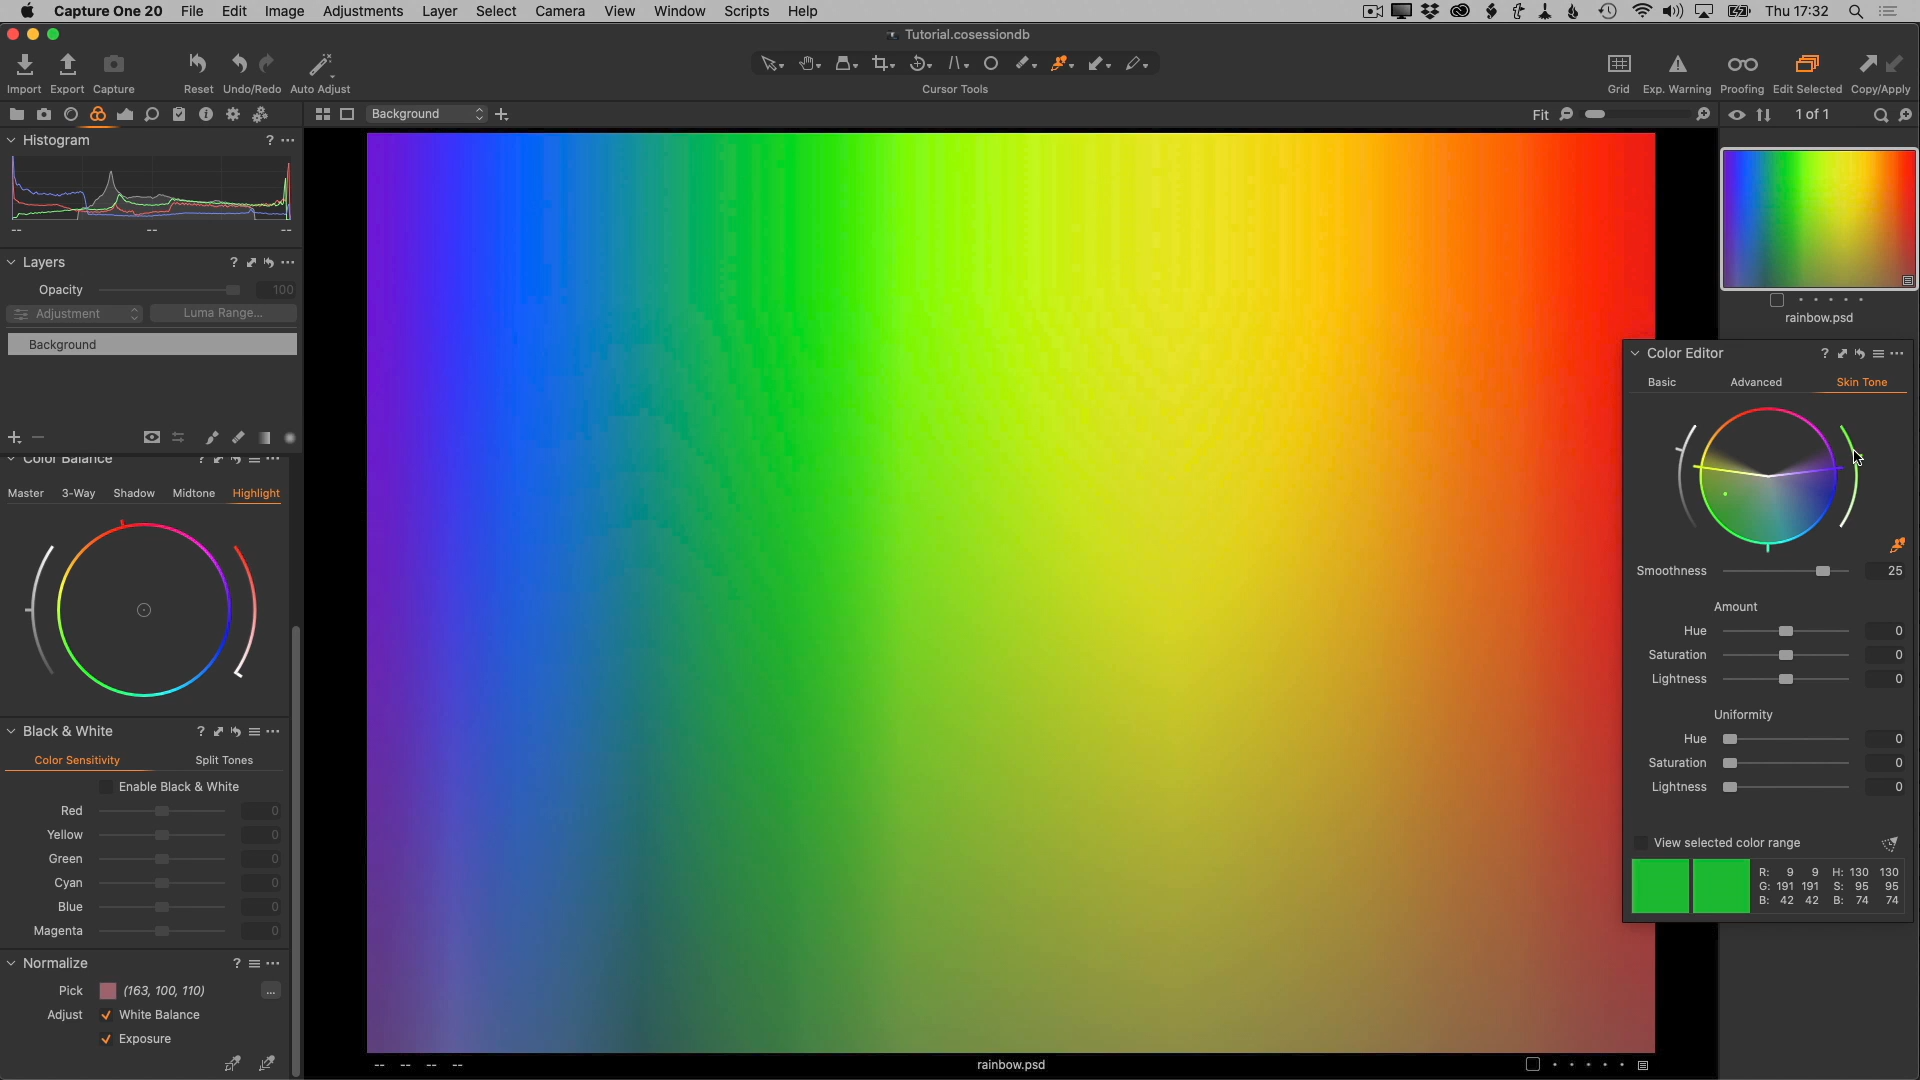 Capture One 20 File Edit Image Adjustments Layer Select Camera View Window Scripts Help Thu 17:32
Tutorial.cosessiondb
Import Export Capture Reset Undo/Redo Auto Adjust Cursor Tools Grid Exp. Warning Proofing Edit Selected Copy/Apply
Background Fit 1 of 1
Histogram ? ...
-- -- --
Layers ? ...
Opacity 100
Adjustment Luma Range...
Background
Color Balance ? ...
Master 3-Way Shadow Midtone Highlight
Black & White ? ...
Color Sensitivity Split Tones
Enable Black & White
Red 0
Yellow 0
Green 0
Cyan 0
Blue 0
Magenta 0
Normalize ? ...
Pick (163, 100, 110) ...
Adjust White Balance
Exposure
-- -- -- --
rainbow.psd
rainbow.psd
Color Editor ? ...
Basic Advanced Skin Tone
Smoothness 25
Amount
Hue 0
Saturation 0
Lightness 0
Uniformity
Hue 0
Saturation 0
Lightness 0
View selected color range
R: 9 9 H: 130 130
G: 191 191 S: 95 95
B: 42 42 B: 74 74